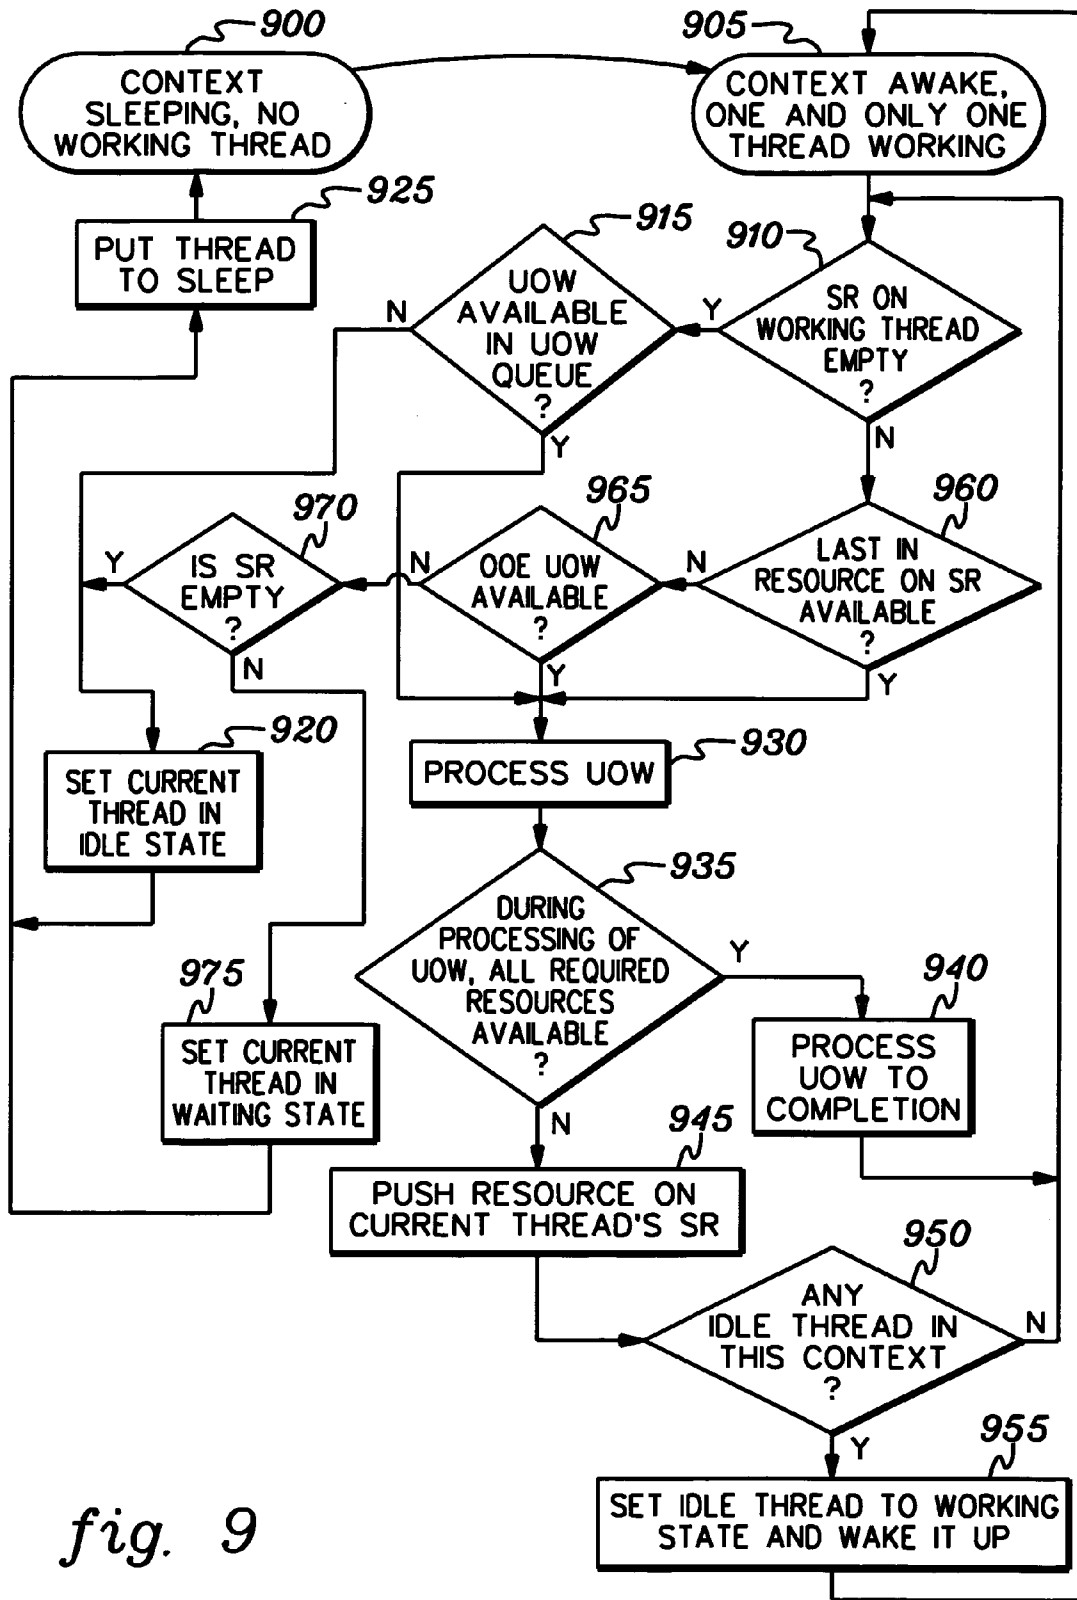 900
CONTEXT
SLEEPING, NO
WORKING THREAD
905
CONTEXT AWAKE,
ONE AND ONLY ONE
THREAD WORKING
925
PUT THREAD
TO SLEEP
915
UOW
AVAILABLE
IN UOW
QUEUE
?
N
Y
910
SR ON
WORKING THREAD
EMPTY
?
Y
N
970
IS SR
EMPTY
?
Y
N
965
OOE UOW
AVAILABLE
?
N
Y
960
LAST IN
RESOURCE ON SR
AVAILABLE
?
N
Y
920
SET CURRENT
THREAD IN
IDLE STATE
930
PROCESS UOW
935
DURING
PROCESSING OF
UOW, ALL REQUIRED
RESOURCES
AVAILABLE
?
Y
N
940
PROCESS
UOW TO
COMPLETION
975
SET CURRENT
THREAD IN
WAITING STATE
945
PUSH RESOURCE ON
CURRENT THREAD'S SR
950
ANY
IDLE THREAD IN
THIS CONTEXT
?
N
Y
955
SET IDLE THREAD TO WORKING
STATE AND WAKE IT UP
fig. 9